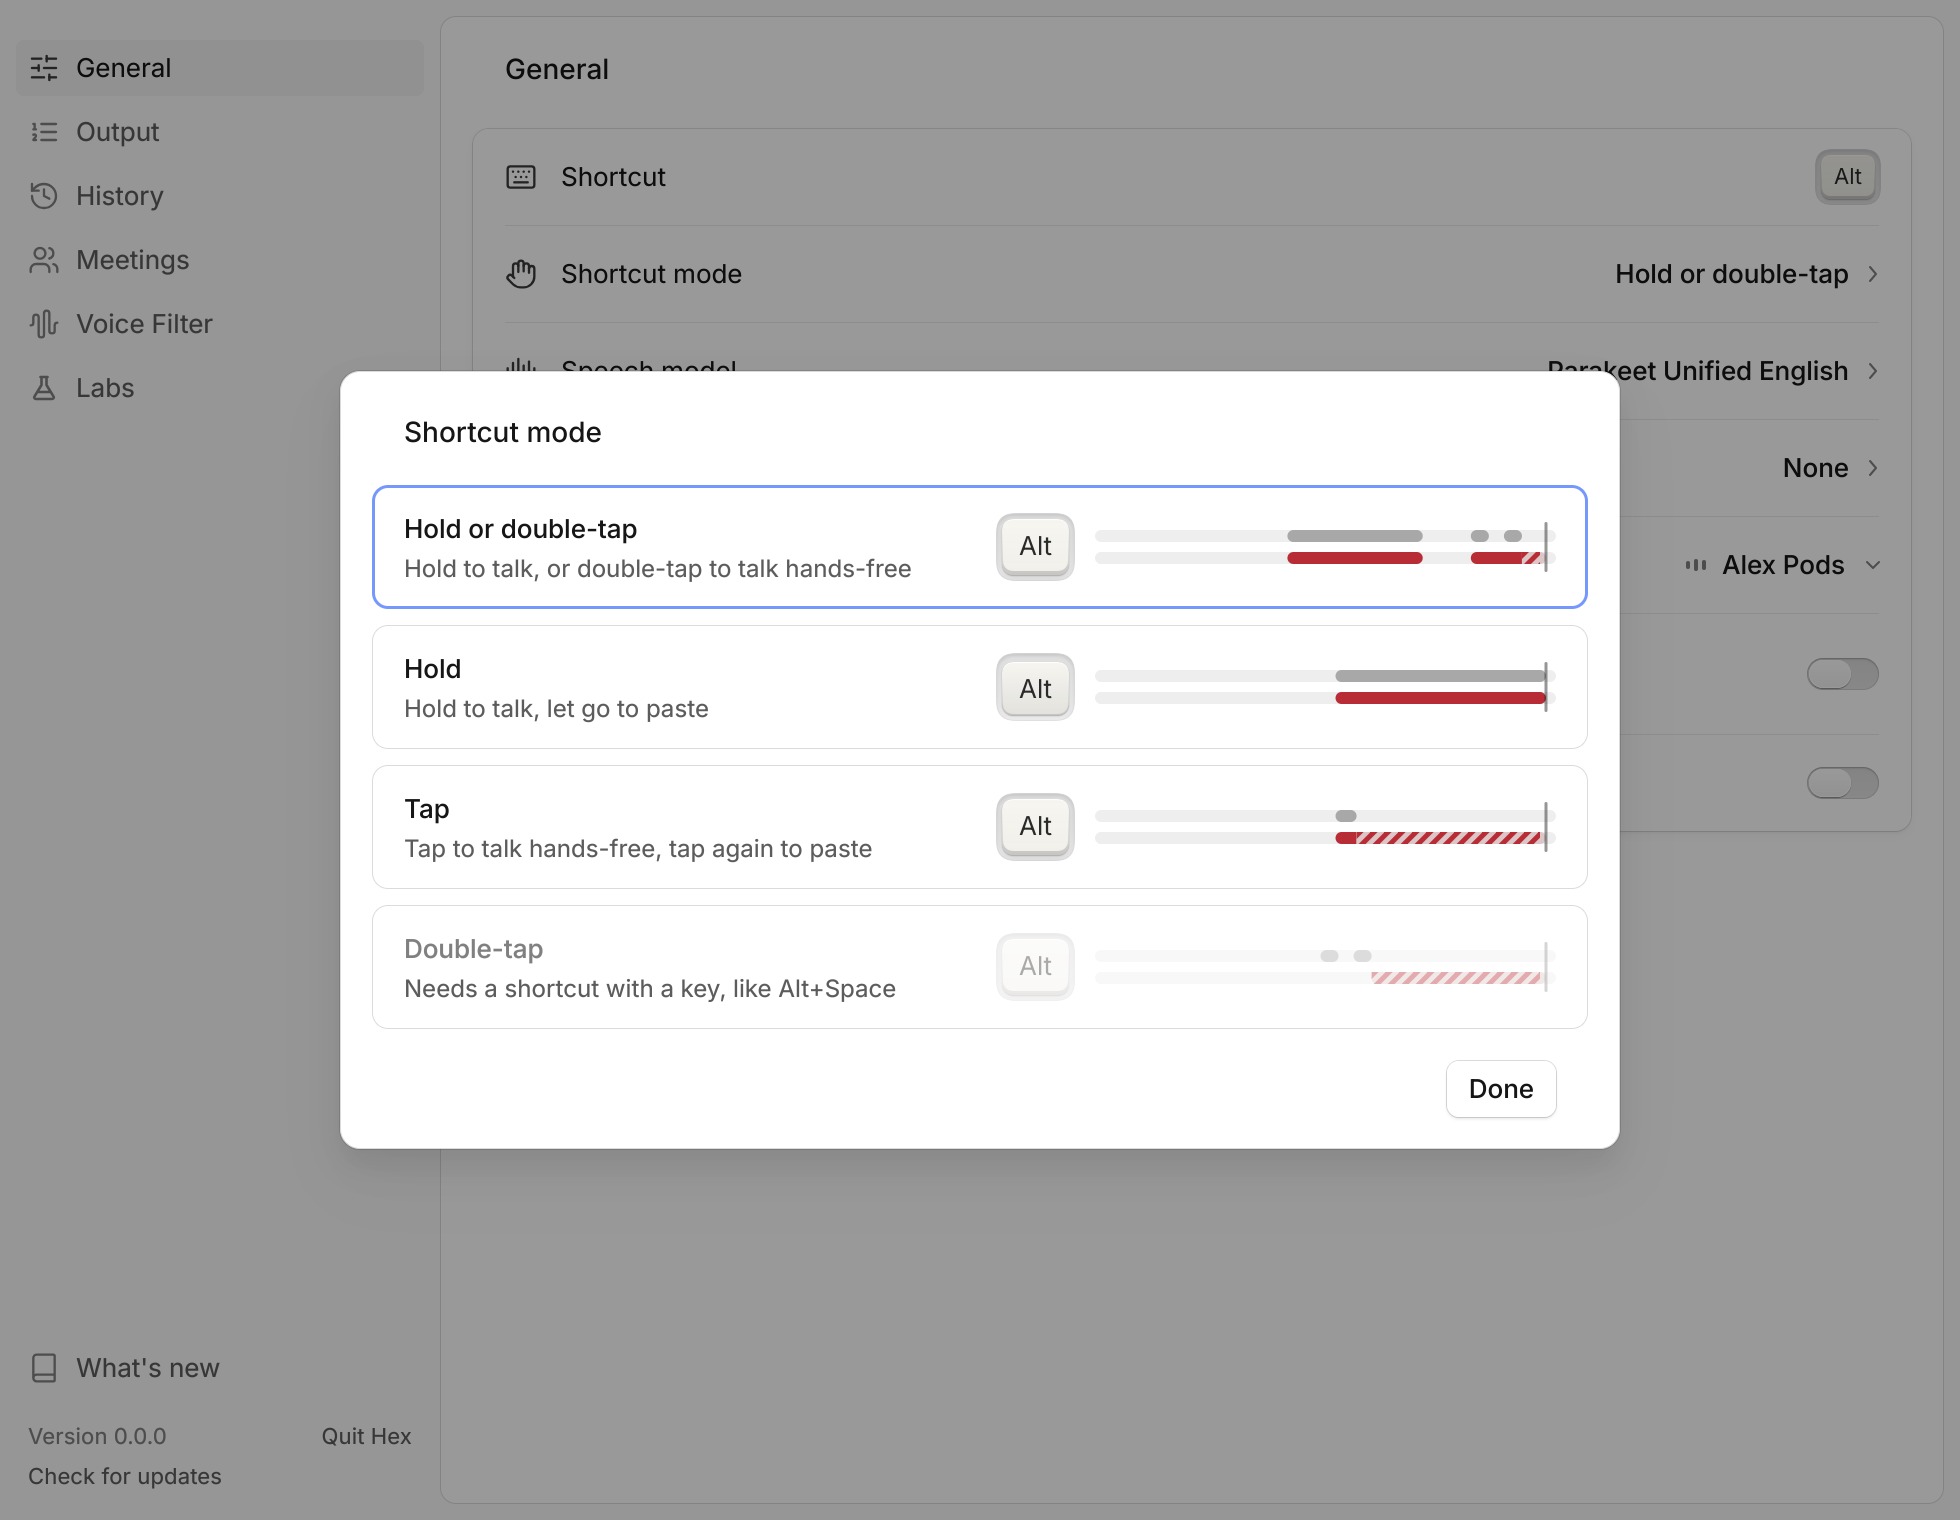 General
Output
History
Meetings
Voice Filter
Labs
What's new
Version 0.0.0
Quit Hex
Check for updates
General
Shortcut
Alt
Shortcut mode
Hold or double-tap
Speech model
Parakeet Unified English
None
Alex Pods
Shortcut mode
Hold or double-tap
Hold to talk, or double-tap to talk hands-free
Alt
Hold
Hold to talk, let go to paste
Alt
Tap
Tap to talk hands-free, tap again to paste
Alt
Double-tap
Needs a shortcut with a key, like Alt+Space
Alt
Done